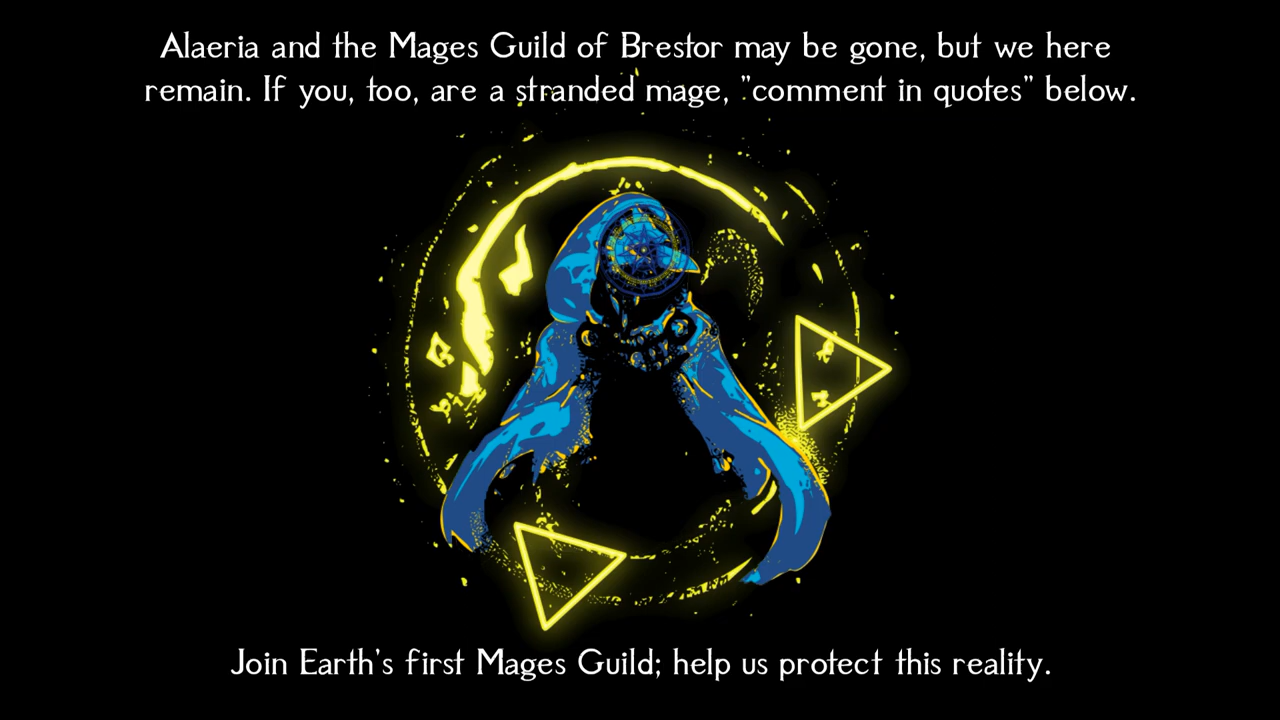 Alaeria and the Mages Guild of Brestor may be gone, but we here
remain. If you, too, are a stranded mage, "comment in quotes" below.
Join Earth's first Mages Guild; help us protect this reality.